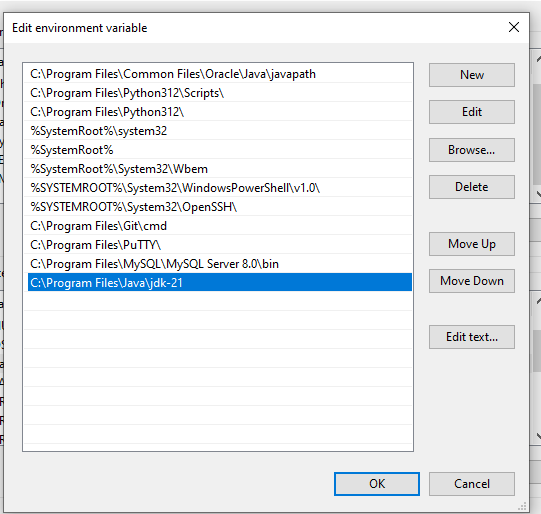 Edit environment variable
C:\Program Files\Common Files\Oracle\Java\javapath
C:\Program Files\Python312\Scripts\
C:\Program Files\Python312\
%SystemRoot%\system32
%SystemRoot%
%SystemRoot%\System32\Wbem
%SYSTEMROOT%\System32\WindowsPowerShell\v1.0\
%SYSTEMROOT%\System32\OpenSSH\
C:\Program Files\Git\cmd
C:\Program Files\PuTTY\
C:\Program Files\MySQL\MySQL Server 8.0\bin
C:\Program Files\Java\jdk-21
New
Edit
Browse...
Delete
Move Up
Move Down
Edit text...
OK
Cancel